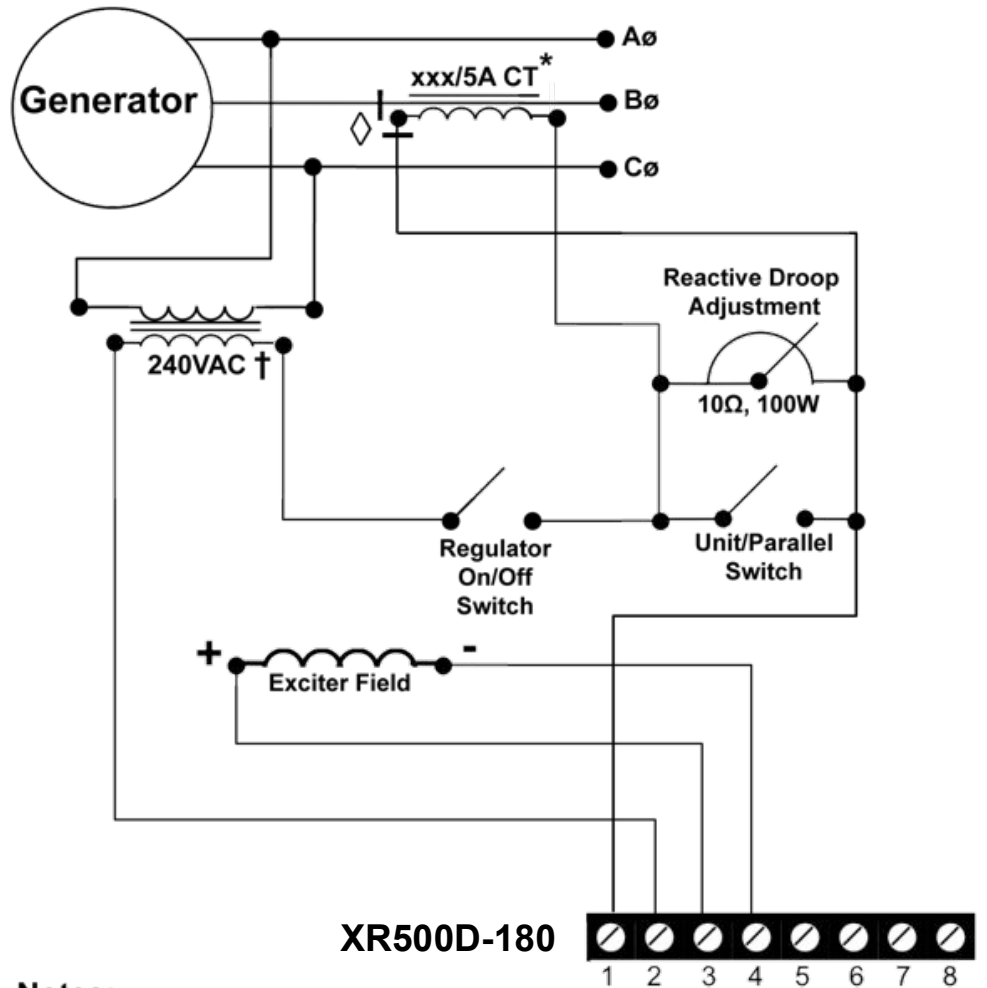 Generator
Aø
xxx/5A CT*
Bø
◊
Cø
Reactive Droop
Adjustment
240VAC †
10Ω, 100W
Regulator
On/Off
Switch
Unit/Parallel
Switch
+ -
Exciter Field
XR500D-180
1 2 3 4 5 6 7 8